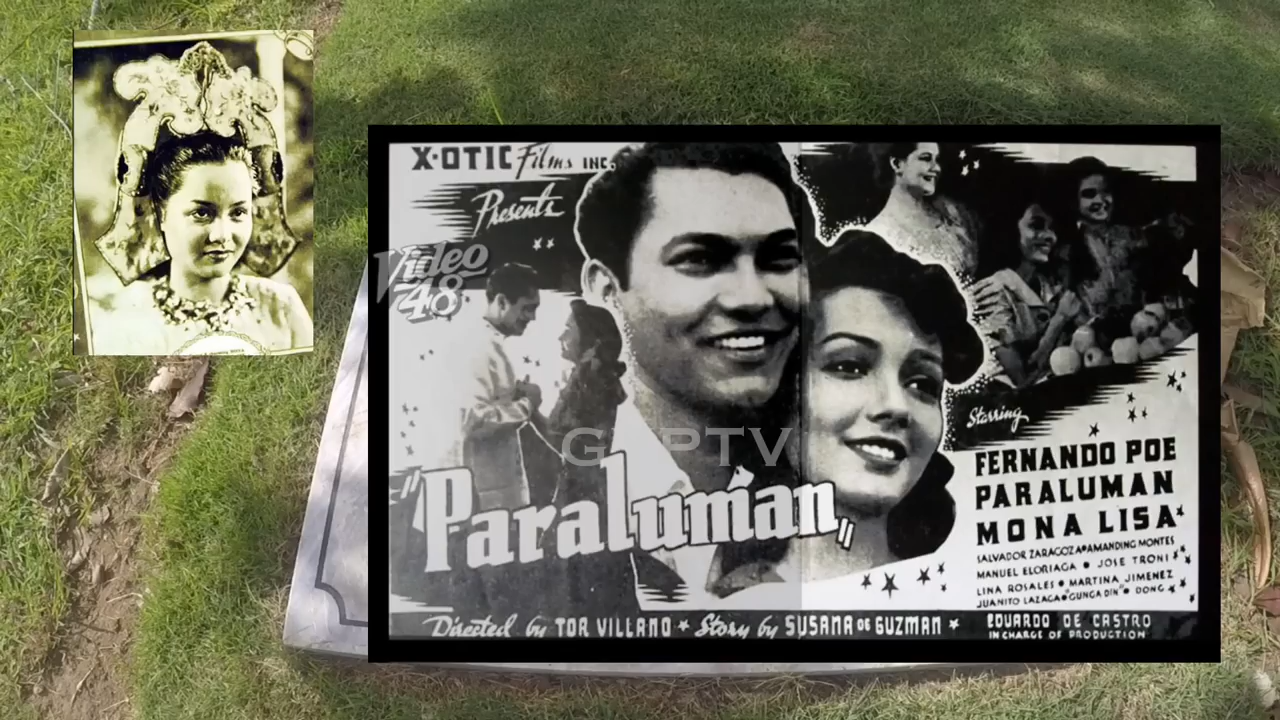 X-OTIC Films INC.
Presents
Video
48
GYPTV
"Paraluman"
Starring
FERNANDO POE
PARALUMAN
MONA LISA
SALVADOR ZARAGOZA • AMANDING MONTES
MANUEL ELORIAGA • JOSE TRONI
LINA ROSALES • MARTINA JIMENEZ
JUANITO LAZAGA • "GUNGA DIN" • DONG
Directed by TOR VILLANO ★ Story by SUSANA DE GUZMAN ★
EDUARDO DE CASTRO
IN CHARGE OF PRODUCTION